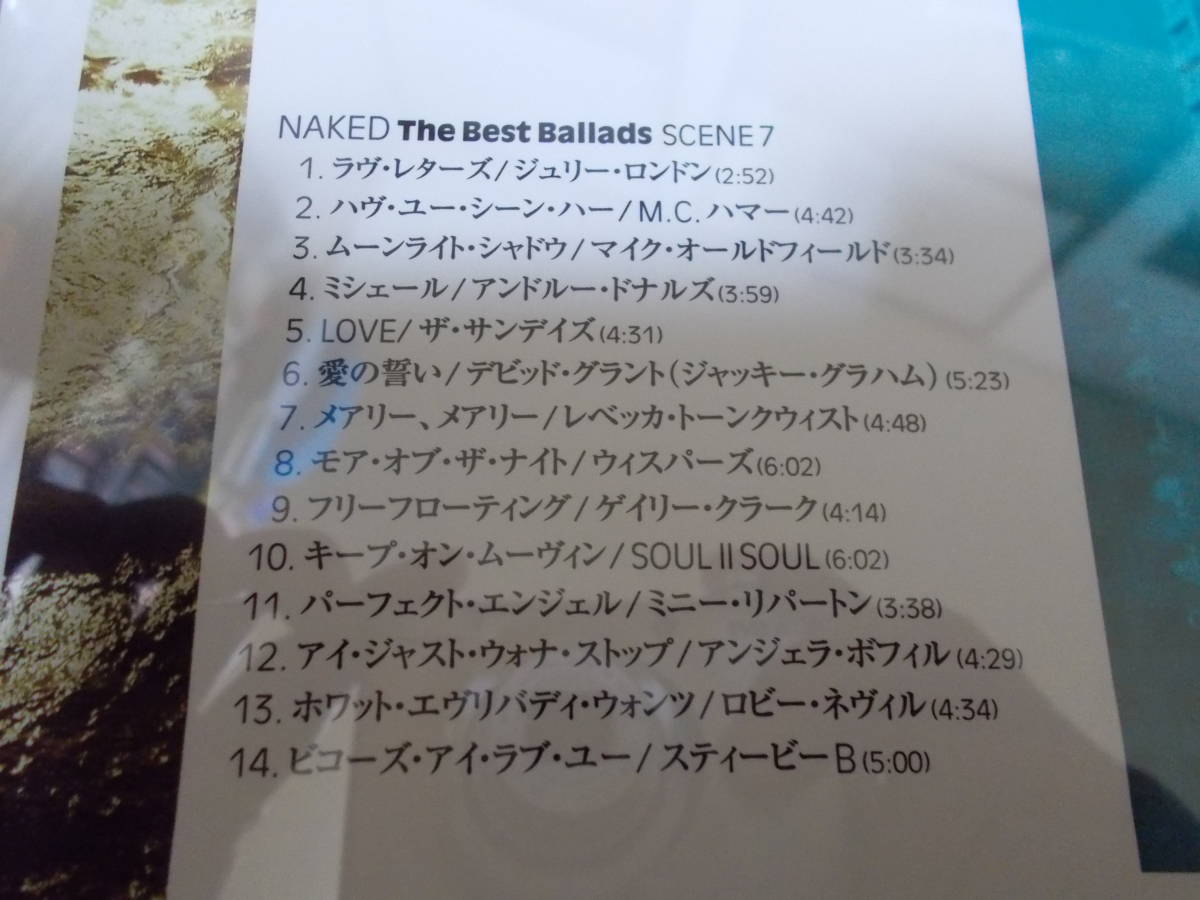 NAKED The Best Ballads SCENE 7
1. ラヴ・レターズ/ジュリー・ロンドン(2:52)
2. ハヴ・ユー・シーン・ハー/M.C.ハマー(4:42)
3. ムーンライト・シャドウ/マイク・オールドフィールド(3:34)
4. ミシェール/アンドルー・ドナルズ(3:59)
5. LOVE/ザ・サンデイズ(4:31)
6. 愛の誓い/デビッド・グラント(ジャッキー・グラハム)(5:23)
7. メアリー、メアリー/レベッカ・トーンクウィスト(4:48)
8. モア・オブ・ザ・ナイト/ウィスパーズ(6:02)
9. フリーフローティング/ゲイリー・クラーク(4:14)
10. キープ・オン・ムーヴィン/SOUL II SOUL(6:02)
11. パーフェクト・エンジェル/ミニー・リパートン(3:38)
12. アイ・ジャスト・ウォナ・ストップ/アンジェラ・ボフィル(4:29)
13. ホワット・エヴリバディ・ウォンツ/ロビー・ネヴィル(4:34)
14. ビコーズ・アイ・ラブ・ユー/スティービーB(5:00)